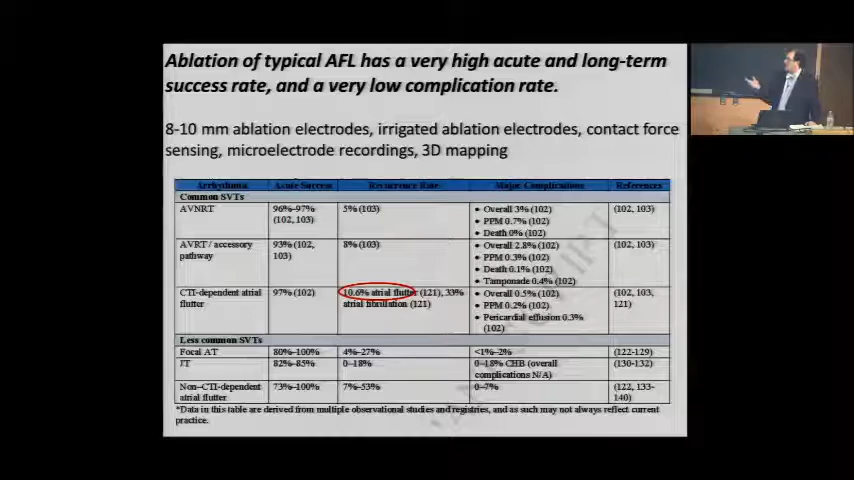 Ablation of typical AFL has a very high acute and long-term
success rate, and a very low complication rate.
8-10 mm ablation electrodes, irrigated ablation electrodes, contact force
sensing, microelectrode recordings, 3D mapping
Arrhythmia Acute Success Recurrence Rate Major Complications References
Common SVTs
AVNRT 96%–97% (102, 103) 5% (103) • Overall 3% (102) • PPM 0.7% (102) • Death 0% (102) (102, 103)
AVRT / accessory pathway 93% (102, 103) 8% (103) • Overall 2.8% (102) • PPM 0.3% (102) • Death 0.1% (102) • Tamponade 0.4% (102) (102, 103)
CTI-dependent atrial flutter 97% (102) 10.6% atrial flutter (121), 33% atrial fibrillation (121) • Overall 0.5% (102) • PPM 0.2% (102) • Pericardial effusion 0.3% (102) (102, 103, 121)
Less common SVTs
Focal AT 80%–100% 4%–27% <1%–2% (122-129)
JT 82%–85% 0–18% 0–18% CHB (overall complications N/A) (130-132)
Non–CTI-dependent atrial flutter 73%–100% 7%–53% 0–7% (122, 133-140)
*Data in this table are derived from multiple observational studies and registries, and as such may not always reflect current
practice.